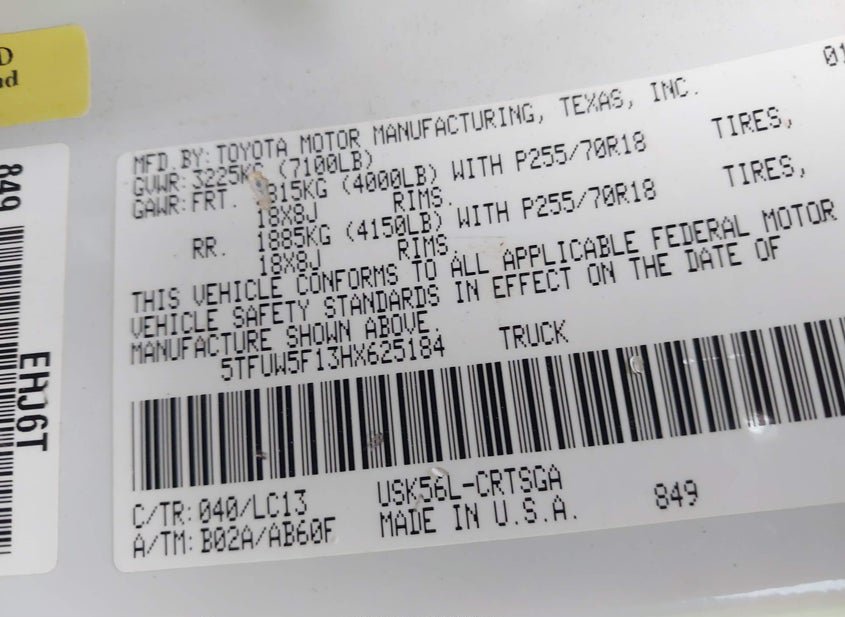 D
nd
849
EHJ6T
01
MFD. BY: TOYOTA MOTOR MANUFACTURING, TEXAS, INC.
GVWR: 3225KG (7100LB)
GAWR: FRT. 1815KG (4000LB) WITH P255/70R18 TIRES,
18X8J RIMS.
RR. 1885KG (4150LB) WITH P255/70R18 TIRES,
18X8J RIMS.
THIS VEHICLE CONFORMS TO ALL APPLICABLE FEDERAL MOTOR
VEHICLE SAFETY STANDARDS IN EFFECT ON THE DATE OF
MANUFACTURE SHOWN ABOVE.
5TFUW5F13HX625184 TRUCK
C/TR: 040/LC13 USK56L-CRTSGA 849
A/TM: B02A/AB60F MADE IN U.S.A.